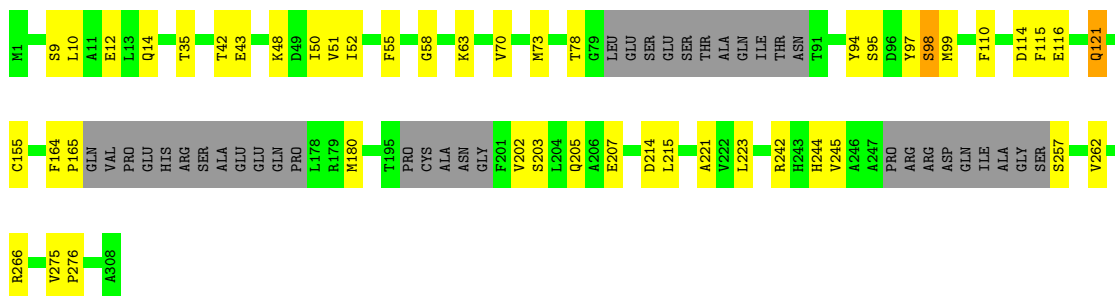 M1 S9 L10 A11 E12 L13 Q14 T35 T42 E43 K48 D49 I50 V51 I52 F55 G58 K63 V70 M73 T78 G79 LEU GLU SER GLU SER THR ALA GLN ILE THR ASN T91 Y94 S95 D96 Y97 S98 M99 F110 D114 F115 E116 Q121
C155 F164 P165 GLN VAL PRO GLU HIS ARG SER ALA GLU GLU GLN PRO L178 R179 M180 T195 PRO CYS ALA ASN GLY F201 V202 S203 L204 Q205 A206 E207 D214 L215 A221 V222 L223 R242 H243 H244 V245 A246 A247 PRO ARG ARG ASP GLN ILE ALA GLY SER S257 V262
R266 V275 P276 A308